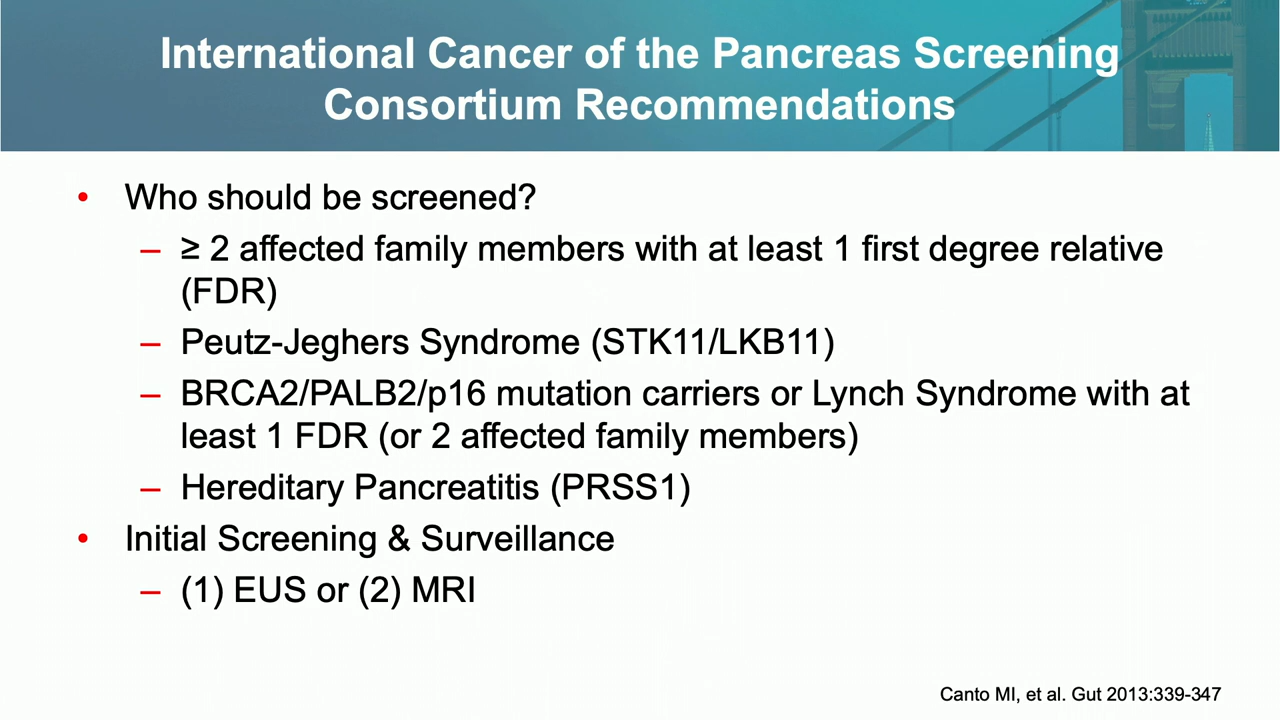 International Cancer of the Pancreas Screening
Consortium Recommendations
• Who should be screened?
– ≥ 2 affected family members with at least 1 first degree relative
(FDR)
– Peutz-Jeghers Syndrome (STK11/LKB11)
– BRCA2/PALB2/p16 mutation carriers or Lynch Syndrome with at
least 1 FDR (or 2 affected family members)
– Hereditary Pancreatitis (PRSS1)
• Initial Screening & Surveillance
– (1) EUS or (2) MRI
Canto MI, et al. Gut 2013:339-347